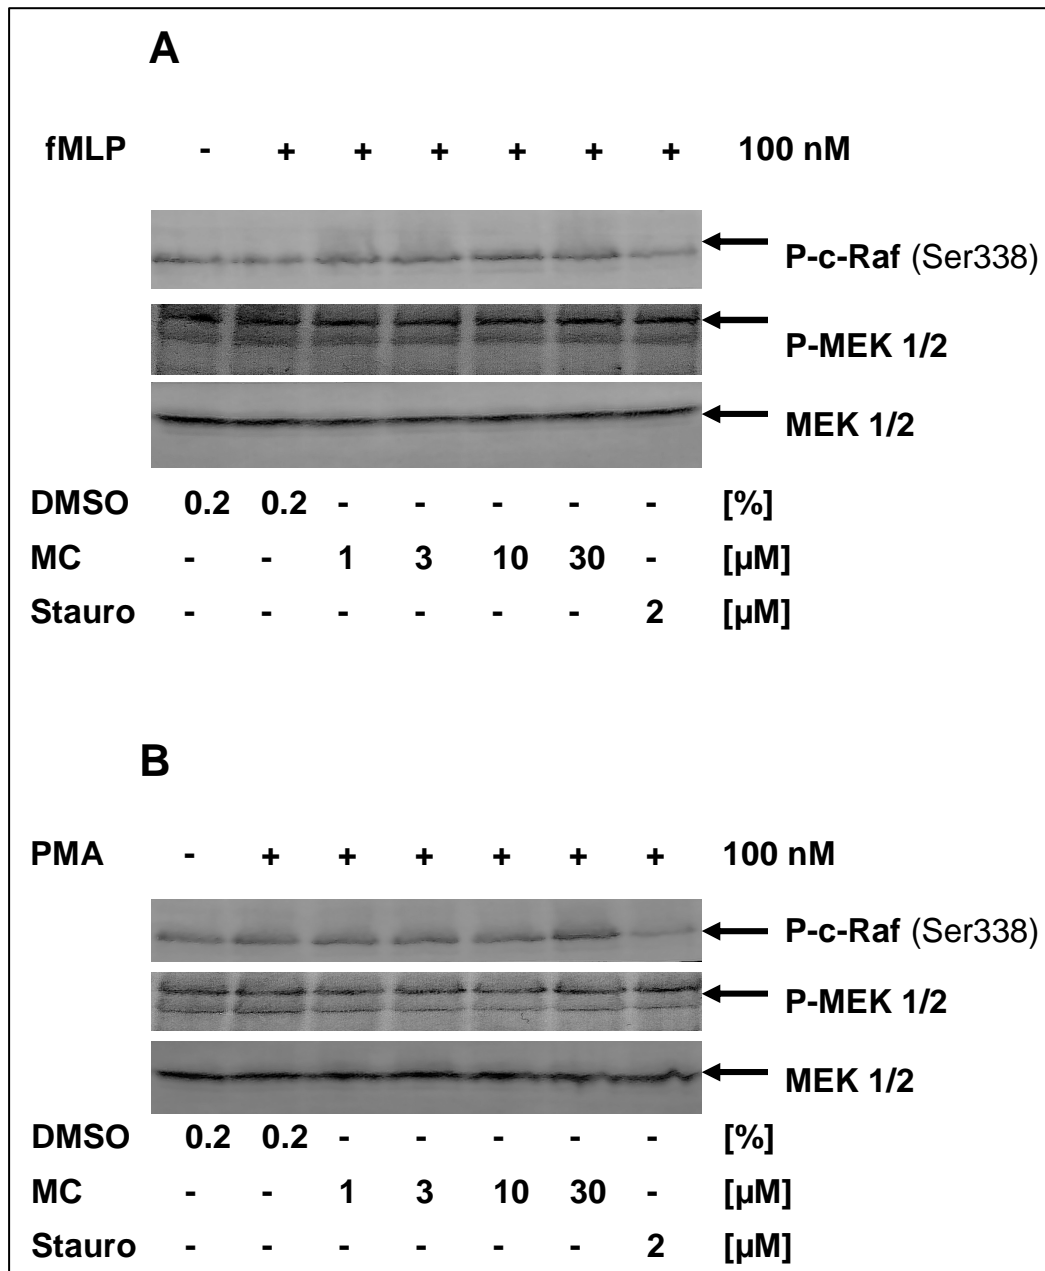 A
fMLP - + + + + + + 100 nM
P-c-Raf (Ser338)
P-MEK 1/2
MEK 1/2
DMSO 0.2 0.2 - - - - - [%]
MC - - 1 3 10 30 - [µM]
Stauro - - - - - - 2 [µM]
B
PMA - + + + + + + 100 nM
P-c-Raf (Ser338)
P-MEK 1/2
MEK 1/2
DMSO 0.2 0.2 - - - - - [%]
MC - - 1 3 10 30 - [µM]
Stauro - - - - - - 2 [µM]